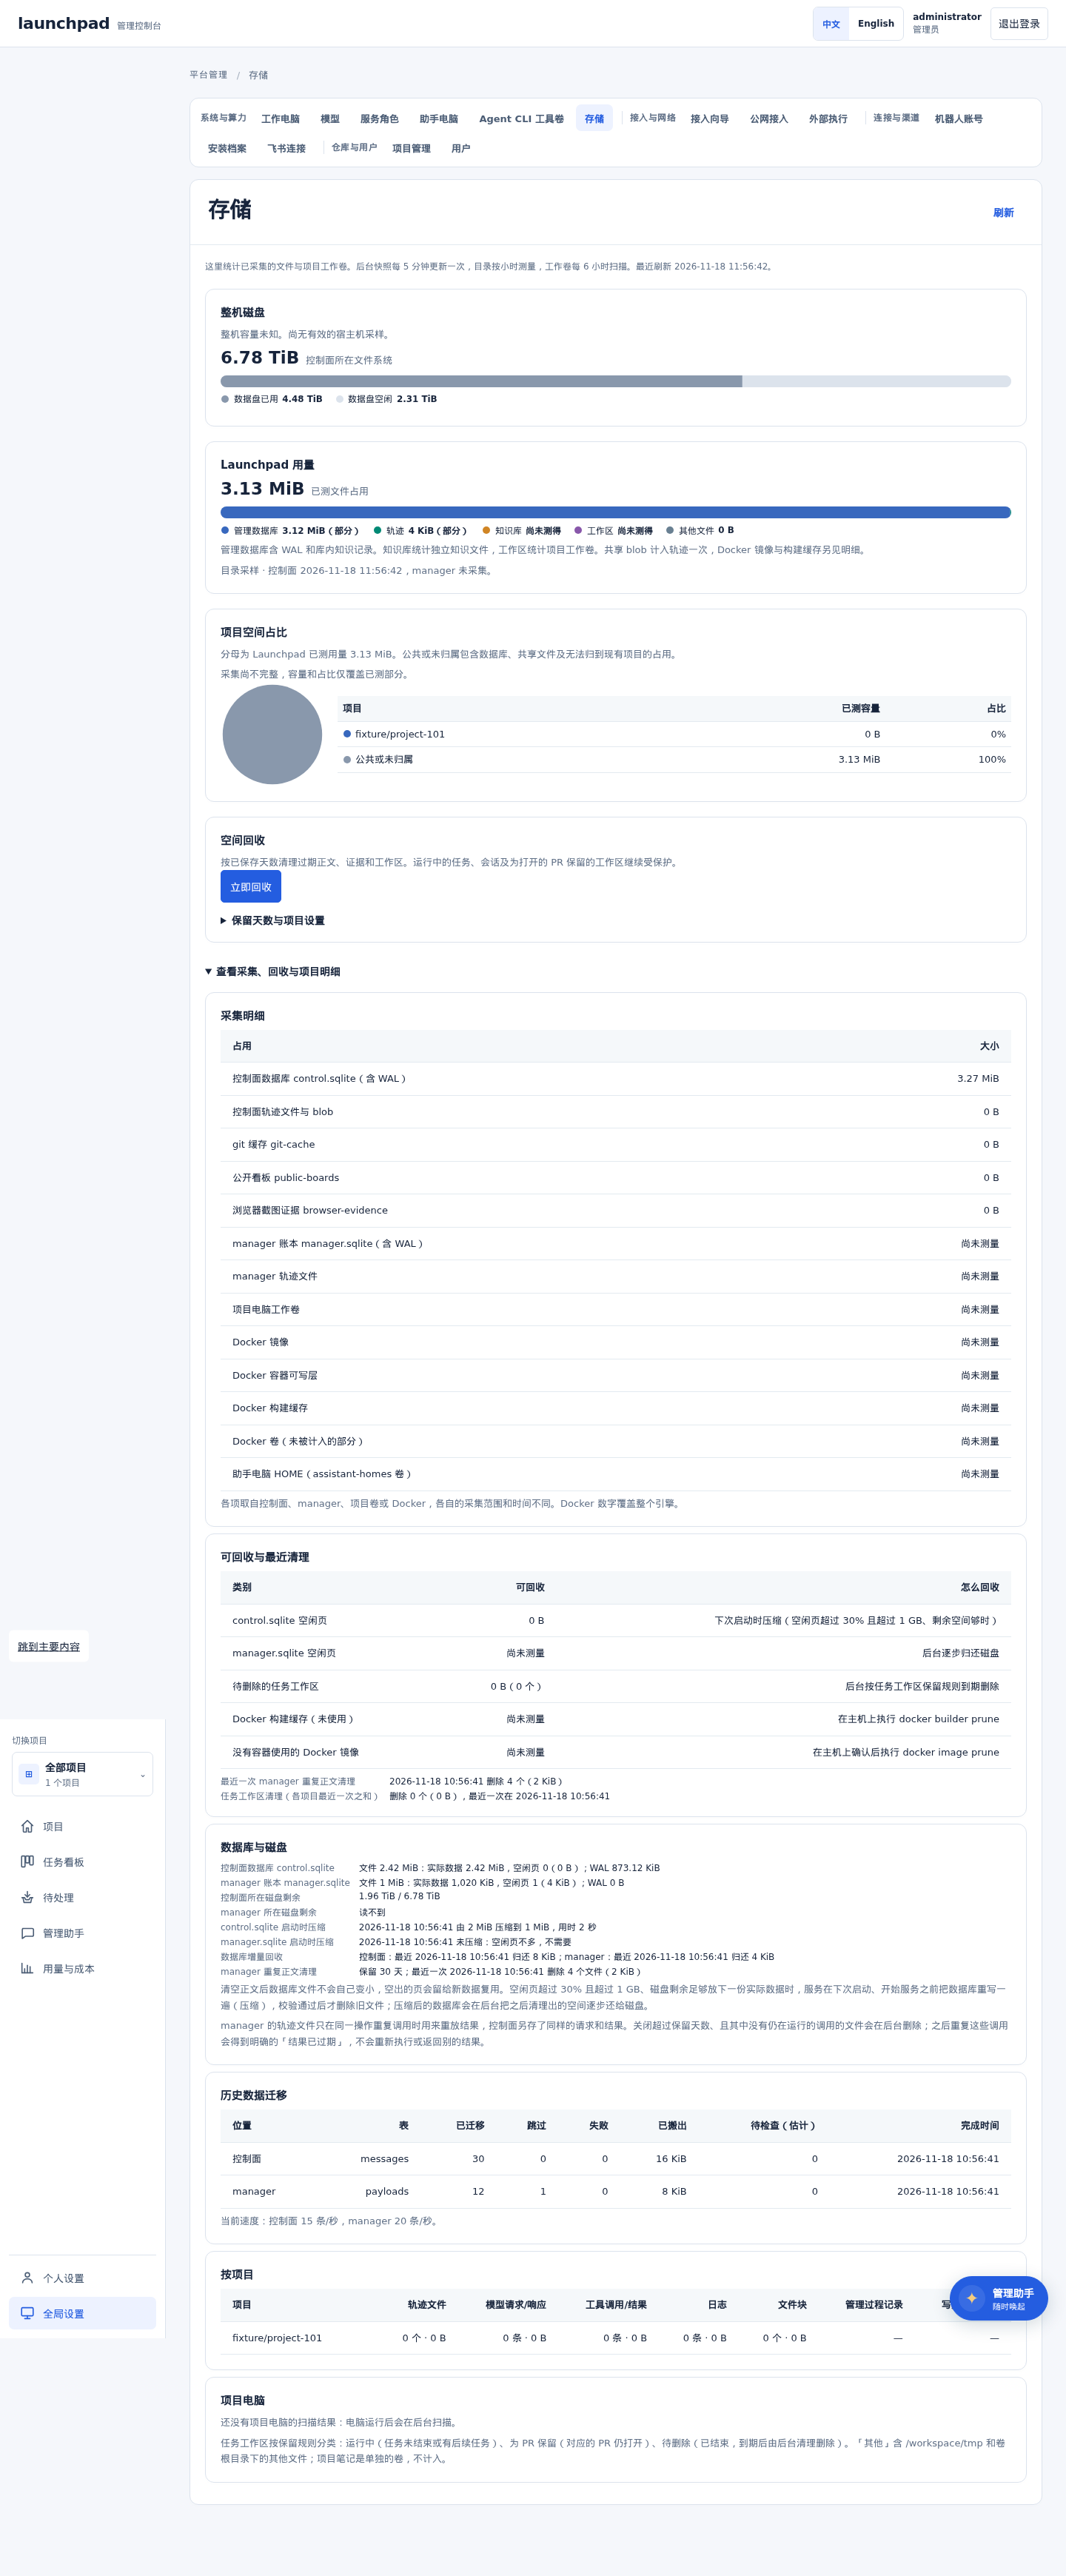 launchpad 管理控制台
中文 English administrator 管理员 退出登录
平台管理 / 存储
系统与算力 工作电脑 模型 服务角色 助手电脑 Agent CLI 工具卷 存储 接入与网络 接入向导 公网接入 外部执行 连接与渠道 机器人账号
安装档案 飞书连接 仓库与用户 项目管理 用户
存储 刷新
这里统计已采集的文件与项目工作卷。后台快照每 5 分钟更新一次，目录按小时测量，工作卷每 6 小时扫描。最近刷新 2026-11-18 11:56:42。
整机磁盘
整机容量未知。尚无有效的宿主机采样。
6.78 TiB 控制面所在文件系统
数据盘已用 4.48 TiB 数据盘空闲 2.31 TiB
Launchpad 用量
3.13 MiB 已测文件占用
管理数据库 3.12 MiB（部分） 轨迹 4 KiB（部分） 知识库 尚未测得 工作区 尚未测得 其他文件 0 B
管理数据库含 WAL 和库内知识记录。知识库统计独立知识文件，工作区统计项目工作卷。共享 blob 计入轨迹一次，Docker 镜像与构建缓存另见明细。
目录采样 · 控制面 2026-11-18 11:56:42，manager 未采集。
项目空间占比
分母为 Launchpad 已测用量 3.13 MiB。公共或未归属包含数据库、共享文件及无法归到现有项目的占用。
采集尚不完整，容量和占比仅覆盖已测部分。
项目 已测容量 占比
fixture/project-101 0 B 0%
公共或未归属 3.13 MiB 100%
空间回收
按已保存天数清理过期正文、证据和工作区。运行中的任务、会话及为打开的 PR 保留的工作区继续受保护。
立即回收
▶ 保留天数与项目设置
▼ 查看采集、回收与项目明细
采集明细
占用 大小
控制面数据库 control.sqlite（含 WAL） 3.27 MiB
控制面轨迹文件与 blob 0 B
git 缓存 git-cache 0 B
公开看板 public-boards 0 B
浏览器截图证据 browser-evidence 0 B
manager 账本 manager.sqlite（含 WAL） 尚未测量
manager 轨迹文件 尚未测量
项目电脑工作卷 尚未测量
Docker 镜像 尚未测量
Docker 容器可写层 尚未测量
Docker 构建缓存 尚未测量
Docker 卷（未被计入的部分） 尚未测量
助手电脑 HOME（assistant-homes 卷） 尚未测量
各项取自控制面、manager、项目卷或 Docker，各自的采集范围和时间不同。Docker 数字覆盖整个引擎。
可回收与最近清理
类别 可回收 怎么回收
control.sqlite 空闲页 0 B 下次启动时压缩（空闲页超过 30% 且超过 1 GB、剩余空间够时）
manager.sqlite 空闲页 尚未测量 后台逐步归还磁盘
待删除的任务工作区 0 B（0 个） 后台按任务工作区保留规则到期删除
Docker 构建缓存（未使用） 尚未测量 在主机上执行 docker builder prune
没有容器使用的 Docker 镜像 尚未测量 在主机上确认后执行 docker image prune
最近一次 manager 重复正文清理 2026-11-18 10:56:41 删除 4 个（2 KiB）
任务工作区清理（各项目最近一次之和） 删除 0 个（0 B），最近一次在 2026-11-18 10:56:41
数据库与磁盘
控制面数据库 control.sqlite 文件 2.42 MiB：实际数据 2.42 MiB，空闲页 0（0 B）；WAL 873.12 KiB
manager 账本 manager.sqlite 文件 1 MiB：实际数据 1,020 KiB，空闲页 1（4 KiB）；WAL 0 B
控制面所在磁盘剩余 1.96 TiB / 6.78 TiB
manager 所在磁盘剩余 读不到
control.sqlite 启动时压缩 2026-11-18 10:56:41 由 2 MiB 压缩到 1 MiB，用时 2 秒
manager.sqlite 启动时压缩 2026-11-18 10:56:41 未压缩：空闲页不多，不需要
数据库增量回收 控制面：最近 2026-11-18 10:56:41 归还 8 KiB；manager：最近 2026-11-18 10:56:41 归还 4 KiB
manager 重复正文清理 保留 30 天；最近一次 2026-11-18 10:56:41 删除 4 个文件（2 KiB）
清空正文后数据库文件不会自己变小，空出的页会留给新数据复用。空闲页超过 30% 且超过 1 GB、磁盘剩余足够放下一份实际数据时，服务在下次启动、开始服务之前把数据库重写一
遍（压缩），校验通过后才删除旧文件；压缩后的数据库会在后台把之后清理出的空间逐步还给磁盘。
manager 的轨迹文件只在同一操作重复调用时用来重放结果，控制面另存了同样的请求和结果。关闭超过保留天数、且其中没有仍在运行的调用的文件会在后台删除；之后重复这些调用
会得到明确的「结果已过期」，不会重新执行或返回别的结果。
历史数据迁移
位置 表 已迁移 跳过 失败 已搬出 待检查（估计） 完成时间
控制面 messages 30 0 0 16 KiB 0 2026-11-18 10:56:41
manager payloads 12 1 0 8 KiB 0 2026-11-18 10:56:41
当前速度：控制面 15 条/秒，manager 20 条/秒。
按项目
项目 轨迹文件 模型请求/响应 工具调用/结果 日志 文件块 管理过程记录 写
fixture/project-101 0 个 · 0 B 0 条 · 0 B 0 条 · 0 B 0 条 · 0 B 0 个 · 0 B — —
项目电脑
还没有项目电脑的扫描结果：电脑运行后会在后台扫描。
任务工作区按保留规则分类：运行中（任务未结束或有后续任务）、为 PR 保留（对应的 PR 仍打开）、待删除（已结束，到期后由后台清理删除）。「其他」含 /workspace/tmp 和卷
根目录下的其他文件；项目笔记是单独的卷，不计入。
跳到主要内容
切换项目
全部项目
1 个项目
项目
任务看板
待处理
管理助手
用量与成本
个人设置
全局设置
管理助手
随时唤起